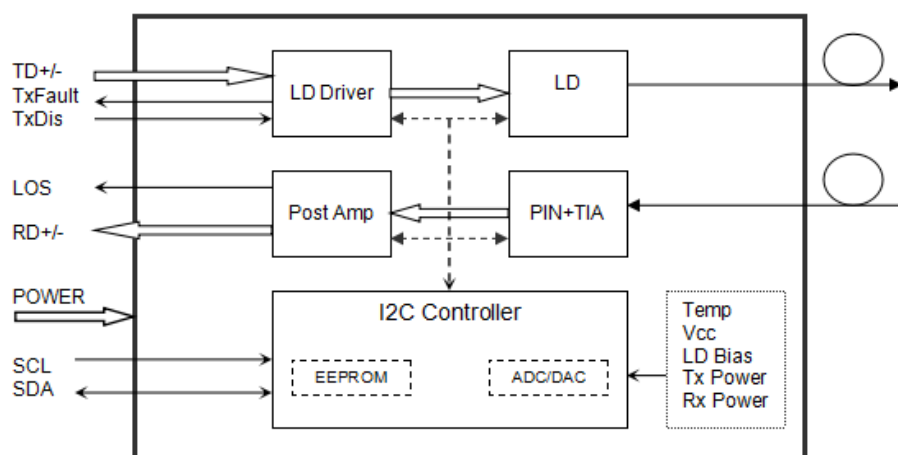 TD+/-
TxFault
TxDis
LD Driver
LD
LOS
RD+/-
Post Amp
PIN+TIA
POWER
SCL
SDA
I2C Controller
EEPROM
ADC/DAC
Temp
Vcc
LD Bias
Tx Power
Rx Power